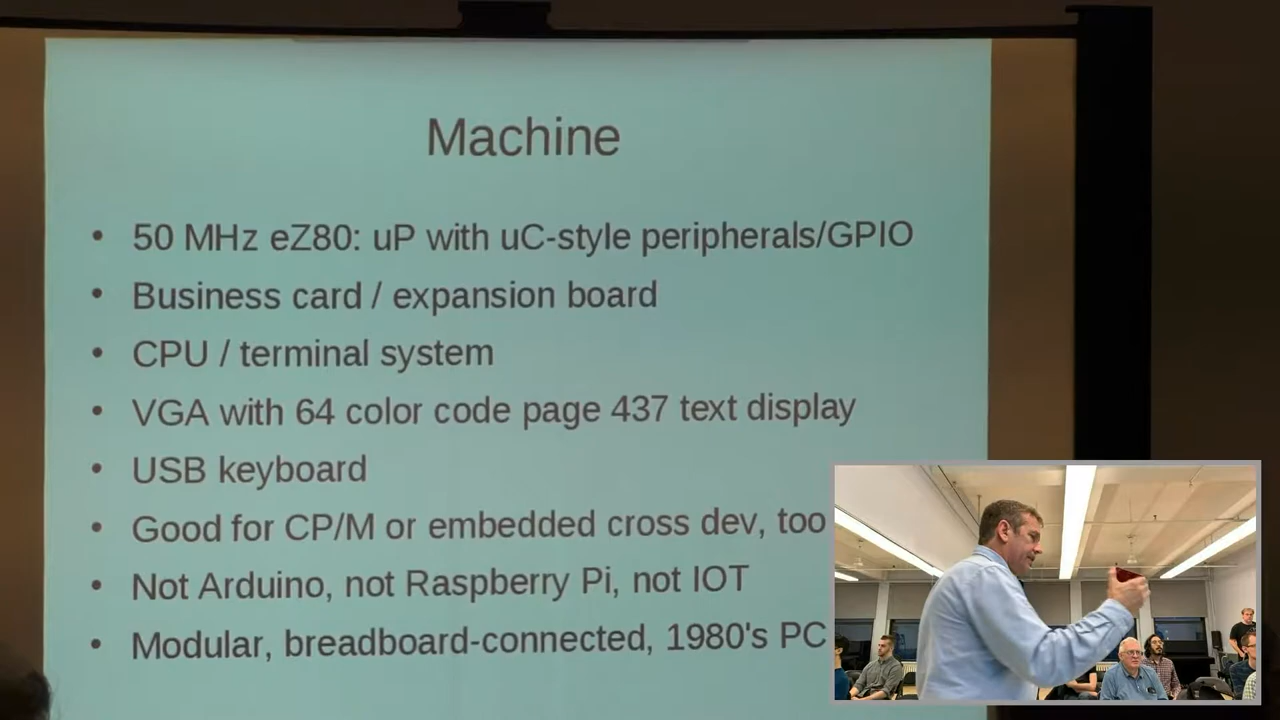 Machine
• 50 MHz eZ80: uP with uC-style peripherals/GPIO
• Business card / expansion board
• CPU / terminal system
• VGA with 64 color code page 437 text display
• USB keyboard
• Good for CP/M or embedded cross dev, too
• Not Arduino, not Raspberry Pi, not IOT
• Modular, breadboard-connected, 1980's PC